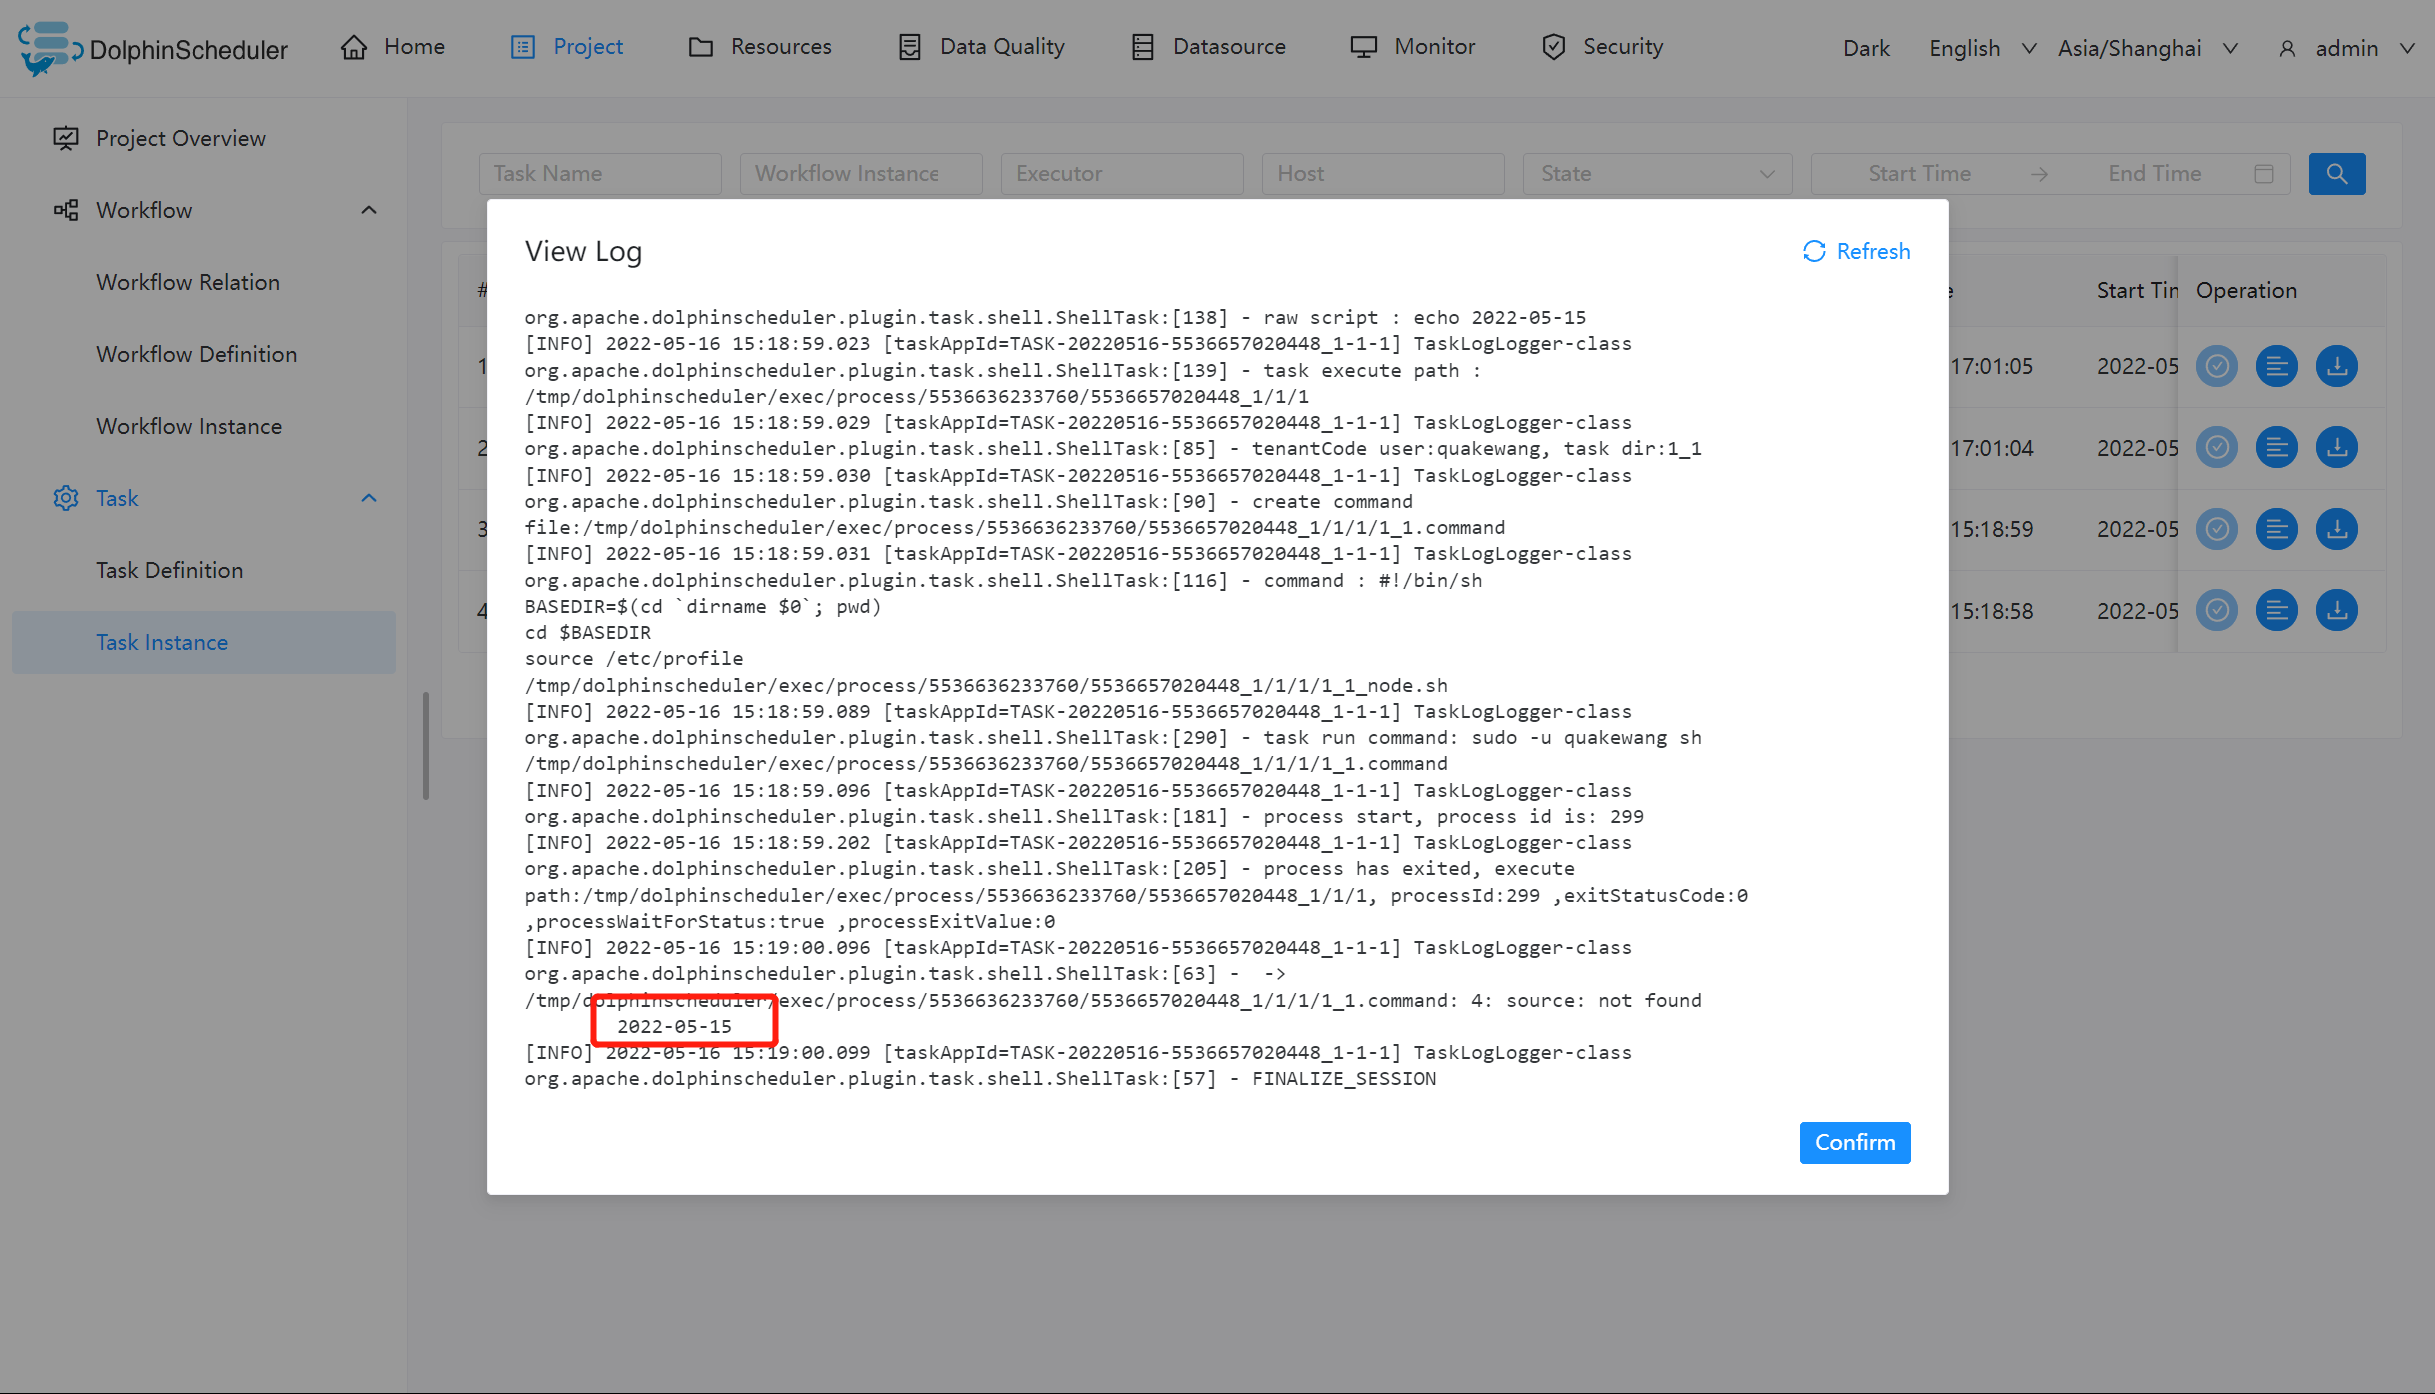 DolphinScheduler
Home
Project
Resources
Data Quality
Datasource
Monitor
Security
Dark
English
Asia/Shanghai
admin
Project Overview
Workflow
Workflow Relation
Workflow Definition
Workflow Instance
Task
Task Definition
Task Instance
Task Name
Workflow Instance
Executor
Host
State
Start Time
End Time
#
Start Tim
Operation
1
17:01:05
2022-05
2
17:01:04
2022-05
3
15:18:59
2022-05
4
15:18:58
2022-05
View Log
Refresh
org.apache.dolphinscheduler.plugin.task.shell.ShellTask:[138] - raw script : echo 2022-05-15
[INFO] 2022-05-16 15:18:59.023 [taskAppId=TASK-20220516-5536657020448_1-1-1] TaskLogLogger-class
org.apache.dolphinscheduler.plugin.task.shell.ShellTask:[139] - task execute path :
/tmp/dolphinscheduler/exec/process/5536636233760/5536657020448_1/1/1
[INFO] 2022-05-16 15:18:59.029 [taskAppId=TASK-20220516-5536657020448_1-1-1] TaskLogLogger-class
org.apache.dolphinscheduler.plugin.task.shell.ShellTask:[85] - tenantCode user:quakewang, task dir:1_1
[INFO] 2022-05-16 15:18:59.030 [taskAppId=TASK-20220516-5536657020448_1-1-1] TaskLogLogger-class
org.apache.dolphinscheduler.plugin.task.shell.ShellTask:[90] - create command
file:/tmp/dolphinscheduler/exec/process/5536636233760/5536657020448_1/1/1/1_1.command
[INFO] 2022-05-16 15:18:59.031 [taskAppId=TASK-20220516-5536657020448_1-1-1] TaskLogLogger-class
org.apache.dolphinscheduler.plugin.task.shell.ShellTask:[116] - command : #!/bin/sh
BASEDIR=$(cd `dirname $0`; pwd)
cd $BASEDIR
source /etc/profile
/tmp/dolphinscheduler/exec/process/5536636233760/5536657020448_1/1/1/1_1_node.sh
[INFO] 2022-05-16 15:18:59.089 [taskAppId=TASK-20220516-5536657020448_1-1-1] TaskLogLogger-class
org.apache.dolphinscheduler.plugin.task.shell.ShellTask:[290] - task run command: sudo -u quakewang sh
/tmp/dolphinscheduler/exec/process/5536636233760/5536657020448_1/1/1/1_1.command
[INFO] 2022-05-16 15:18:59.096 [taskAppId=TASK-20220516-5536657020448_1-1-1] TaskLogLogger-class
org.apache.dolphinscheduler.plugin.task.shell.ShellTask:[181] - process start, process id is: 299
[INFO] 2022-05-16 15:18:59.202 [taskAppId=TASK-20220516-5536657020448_1-1-1] TaskLogLogger-class
org.apache.dolphinscheduler.plugin.task.shell.ShellTask:[205] - process has exited, execute
path:/tmp/dolphinscheduler/exec/process/5536636233760/5536657020448_1/1/1, processId:299 ,exitStatusCode:0
,processWaitForStatus:true ,processExitValue:0
[INFO] 2022-05-16 15:19:00.096 [taskAppId=TASK-20220516-5536657020448_1-1-1] TaskLogLogger-class
org.apache.dolphinscheduler.plugin.task.shell.ShellTask:[63] -  ->
/tmp/dolphinscheduler/exec/process/5536636233760/5536657020448_1/1/1/1_1.command: 4: source: not found
2022-05-15
[INFO] 2022-05-16 15:19:00.099 [taskAppId=TASK-20220516-5536657020448_1-1-1] TaskLogLogger-class
org.apache.dolphinscheduler.plugin.task.shell.ShellTask:[57] - FINALIZE_SESSION
Confirm